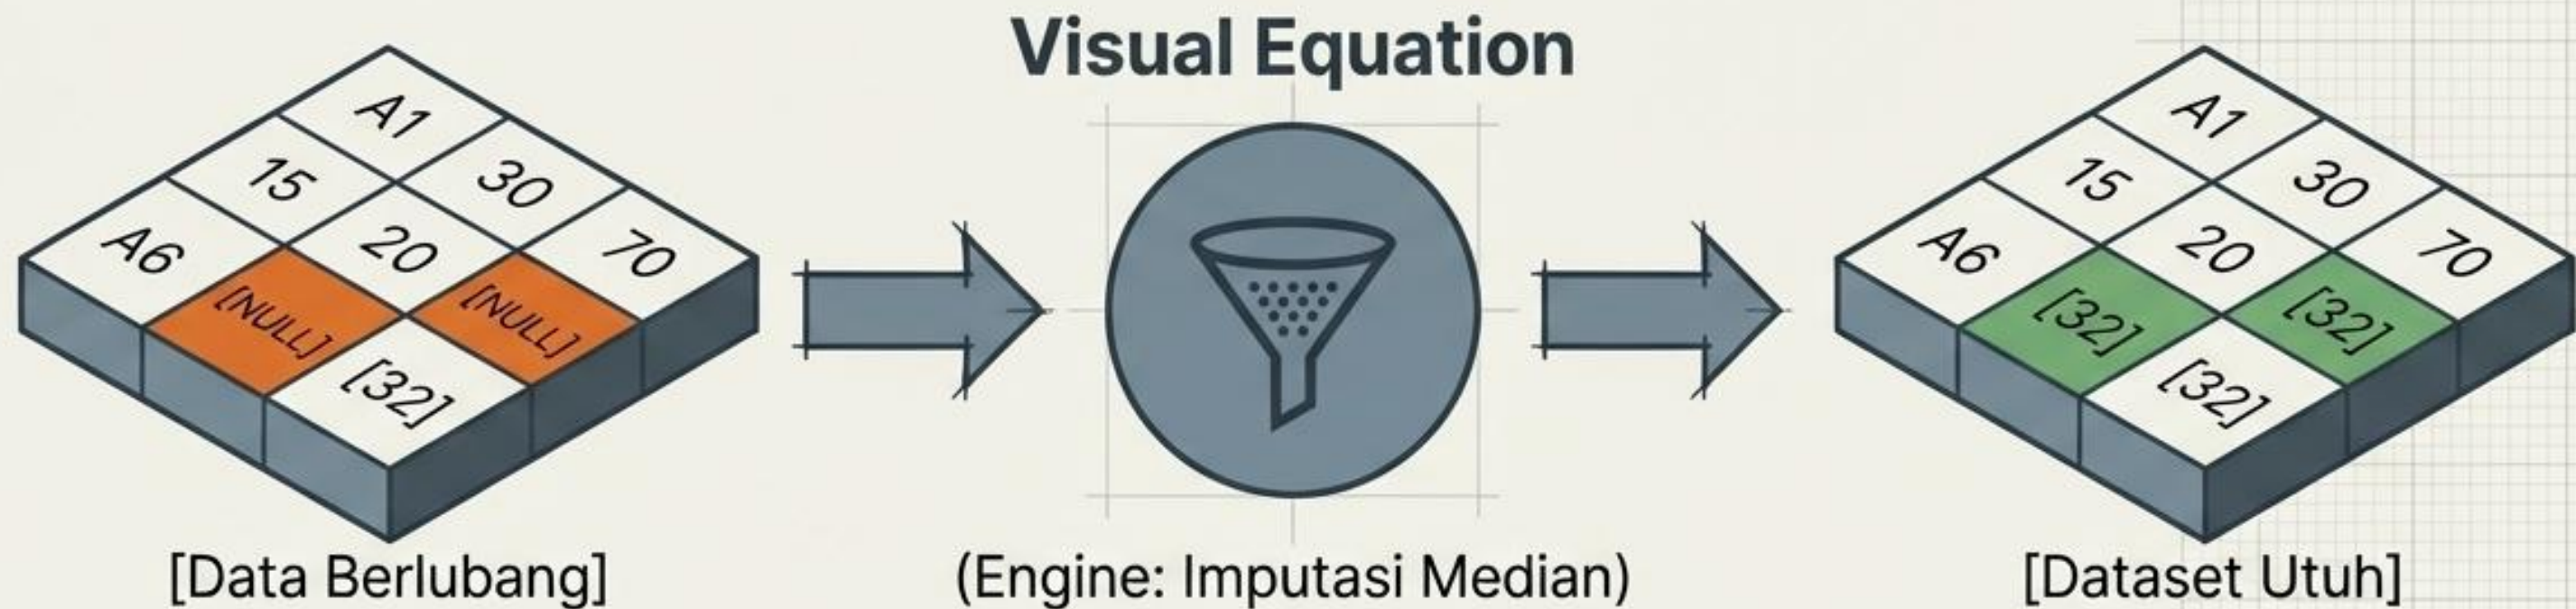 Visual Equation
A1
15 30
A6 20 70
[NULL] [NULL]
[32]
[Data Berlubang]
(Engine: Imputasi Median)
A1
15 30
A6 20 70
[32] [32]
[32]
[Dataset Utuh]